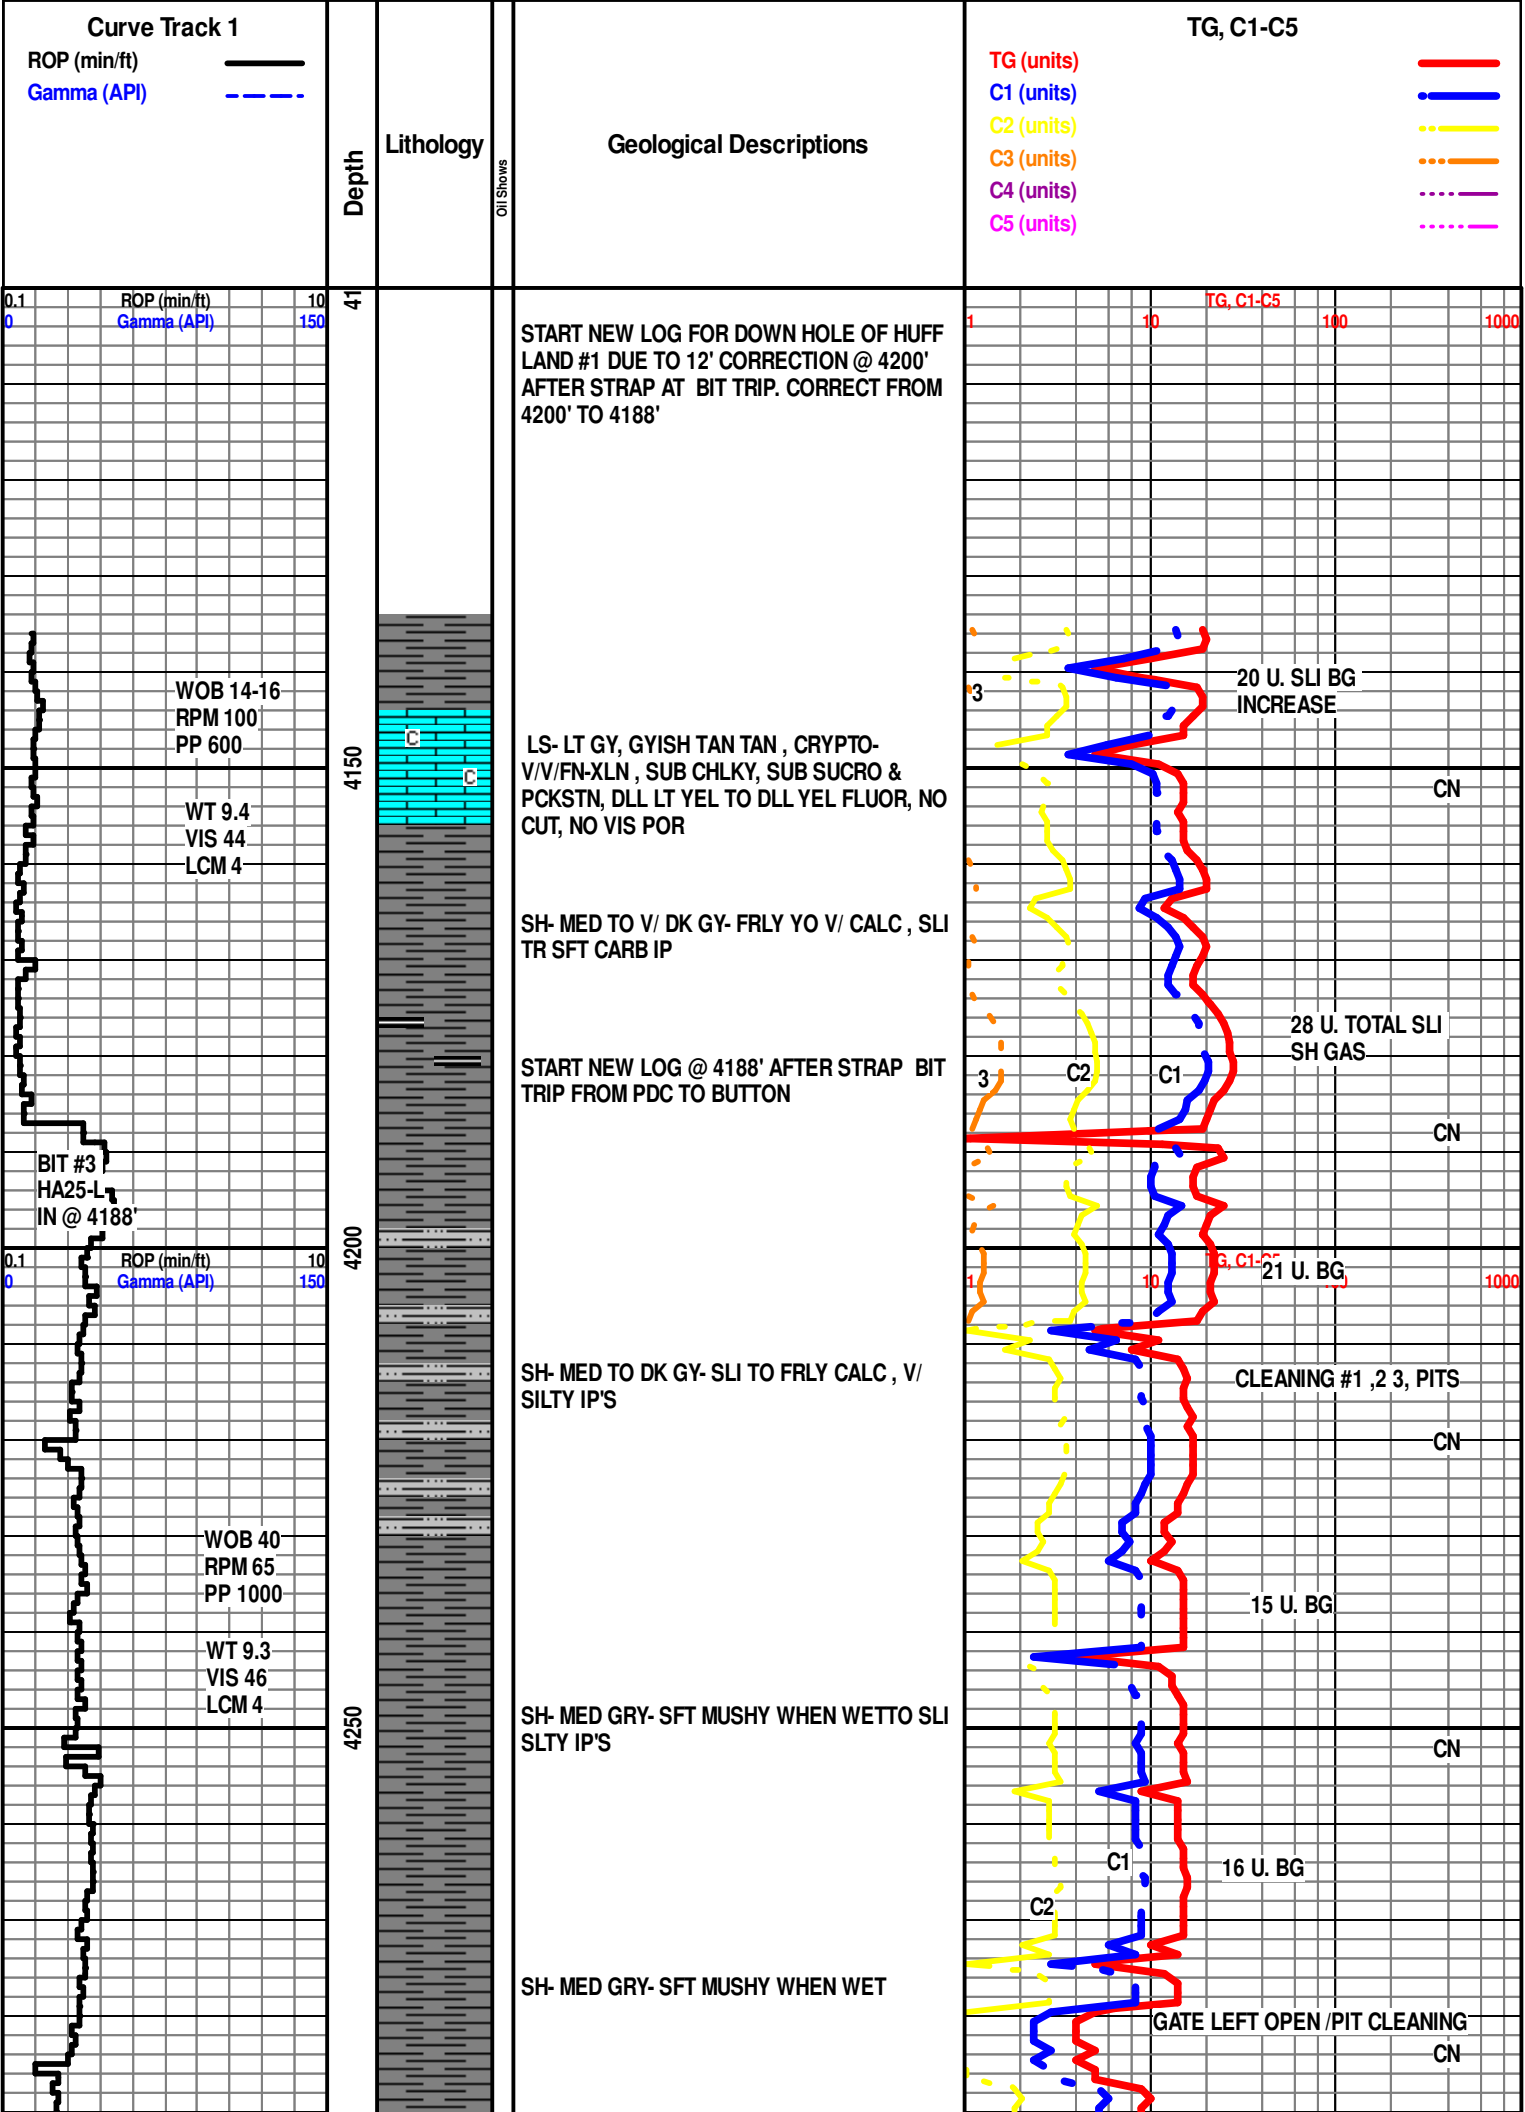 Curve Track 1
ROP (min/ft)
Gamma (API)
Depth
Lithology
Oil Shows
Geological Descriptions
TG, C1-C5
TG (units)
C1 (units)
C2 (units)
C3 (units)
C4 (units)
C5 (units)
0.1 ROP (min/ft) 10
0 Gamma (API) 150
41
TG, C1-C5
1 10 100 1000
START NEW LOG FOR DOWN HOLE OF HUFF
LAND #1 DUE TO 12' CORRECTION @ 4200'
AFTER STRAP AT BIT TRIP. CORRECT FROM
4200' TO 4188'
WOB 14-16
RPM 100
PP 600
3
20 U. SLI BG
INCREASE
C
C
4150
LS- LT GY, GYISH TAN TAN , CRYPTO-
V/V/FN-XLN , SUB CHLKY, SUB SUCRO &
PCKSTN, DLL LT YEL TO DLL YEL FLUOR, NO
CUT, NO VIS POR
CN
WT 9.4
VIS 44
LCM 4
SH- MED TO V/ DK GY- FRLY YO V/ CALC , SLI
TR SFT CARB IP
28 U. TOTAL SLI
SH GAS
START NEW LOG @ 4188' AFTER STRAP BIT
TRIP FROM PDC TO BUTTON
3 C2 C1
CN
BIT #3
HA25-L
IN @ 4188'
4200
0.1 ROP (min/ft) 10
0 Gamma (API) 150
TG, C1-C5
1 10 100 1000
21 U. BG
SH- MED TO DK GY- SLI TO FRLY CALC , V/
SILTY IP'S
CLEANING #1 ,2 3, PITS
CN
WOB 40
RPM 65
PP 1000
15 U. BG
WT 9.3
VIS 46
LCM 4
4250
SH- MED GRY- SFT MUSHY WHEN WETTO SLI
SLTY IP'S
CN
C1
16 U. BG
C2
SH- MED GRY- SFT MUSHY WHEN WET
GATE LEFT OPEN /PIT CLEANING
CN